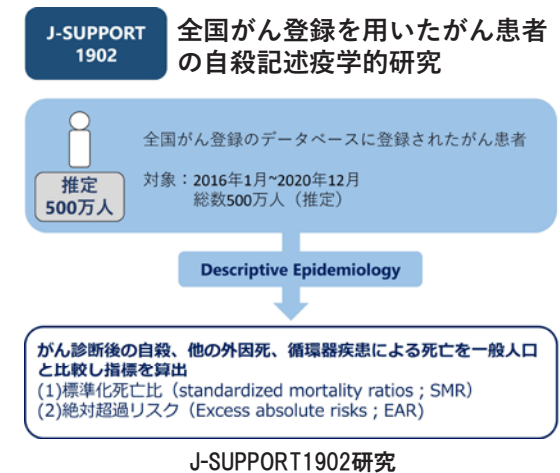 J-SUPPORT
1902
全国がん登録を用いたがん患者
の自殺記述疫学的研究
全国がん登録のデータベースに登録されたがん患者
対象：2016年1月~2020年12月
総数500万人（推定）
推定
500万人
Descriptive Epidemiology
がん診断後の自殺、他の外因死、循環器疾患による死亡を一般人口
と比較し指標を算出
(1)標準化死亡比（standardized mortality ratios；SMR）
(2)絶対超過リスク（Excess absolute risks；EAR）
J-SUPPORT1902研究